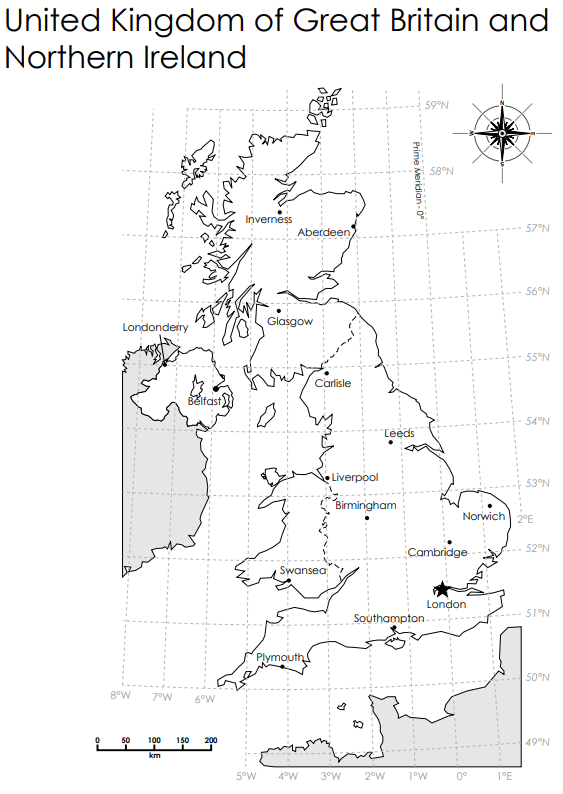 United Kingdom of Great Britain and
Northern Ireland
59°N
N
W
E
S
Prime Meridian - 0°
58°N
Inverness
Aberdeen
57°N
56°N
Glasgow
Londonderry
55°N
Carlisle
Belfast
54°N
Leeds
Liverpool
53°N
Birmingham
Norwich
2°E
Cambridge
52°N
Swansea
London
51°N
Southampton
Plymouth
50°N
8°W 7°W 6°W
49°N
0 50 100 150 200
km
5°W 4°W 3°W 2°W 1°W 0° 1°E